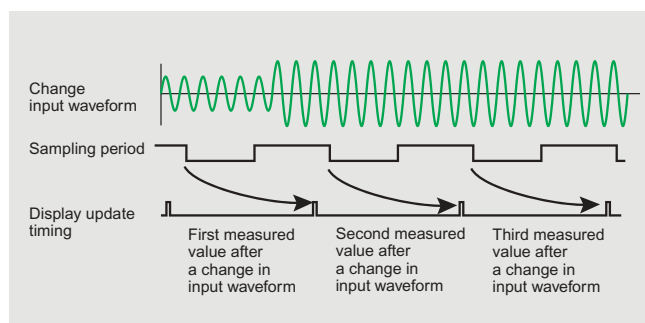 Change
input waveform
Sampling period
Display update
timing
First measured
value after
a change in
input waveform
Second measured
value after
a change in
input waveform
Third measured
value after
a change in
input waveform